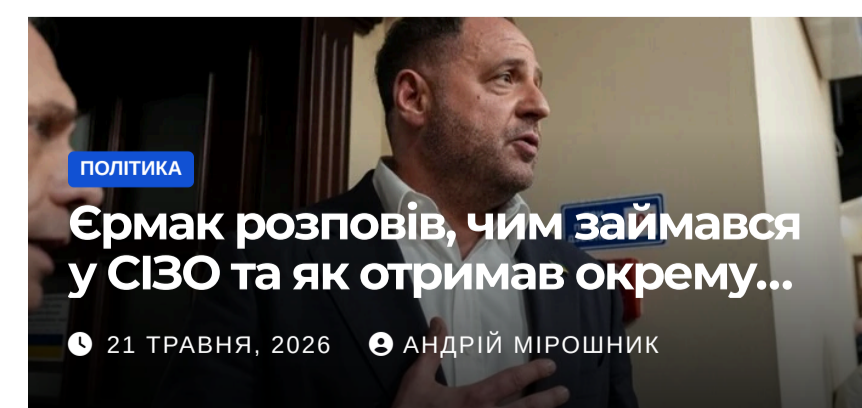 ПОЛІТИКА
Єрмак розповів, чим займався
у СІЗО та як отримав окрему...
21 ТРАВНЯ, 2026 АНДРІЙ МІРОШНИК